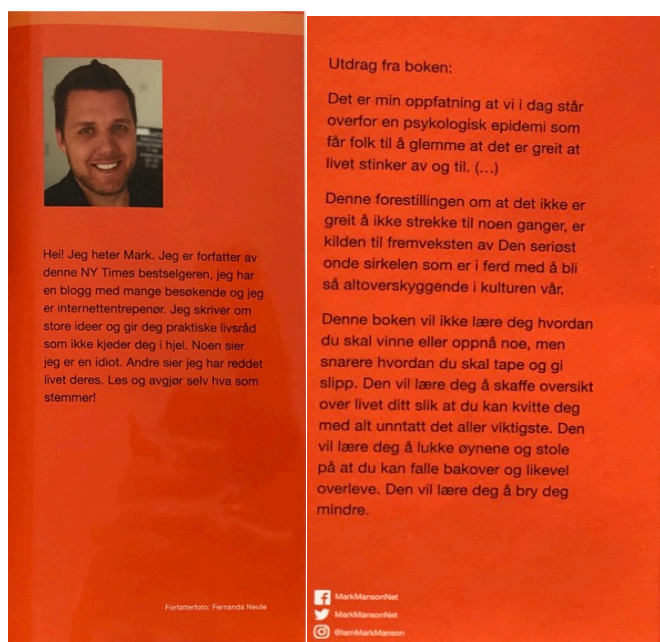 Hei! Jeg heter Mark. Jeg er forfatter av
denne NY Times bestselgeren, jeg har
en blogg med mange besøkende og jeg
er internettentrepenør. Jeg skriver om
store ideer og gir deg praktiske livsråd
som ikke kjeder deg i hjel. Noen sier
jeg er en idiot. Andre sier jeg har reddet
livet deres. Les og avgjør selv hva som
stemmer!
Forfatterfoto: Fernanda Neute
Utdrag fra boken:
Det er min oppfatning at vi i dag står
overfor en psykologisk epidemi som
får folk til å glemme at det er greit at
livet stinker av og til. (...)
Denne forestillingen om at det ikke er
greit å ikke strekke til noen ganger, er
kilden til fremveksten av Den seriøst
onde sirkelen som er i ferd med å bli
så altoverskyggende i kulturen vår.
Denne boken vil ikke lære deg hvordan
du skal vinne eller oppnå noe, men
snarere hvordan du skal tape og gi
slipp. Den vil lære deg å skaffe oversikt
over livet ditt slik at du kan kvitte deg
med alt unntatt det aller viktigste. Den
vil lære deg å lukke øynene og stole
på at du kan falle bakover og likevel
overleve. Den vil lære deg å bry deg
mindre.
MarkMansonNet
MarkMansonNet
@IamMarkManson